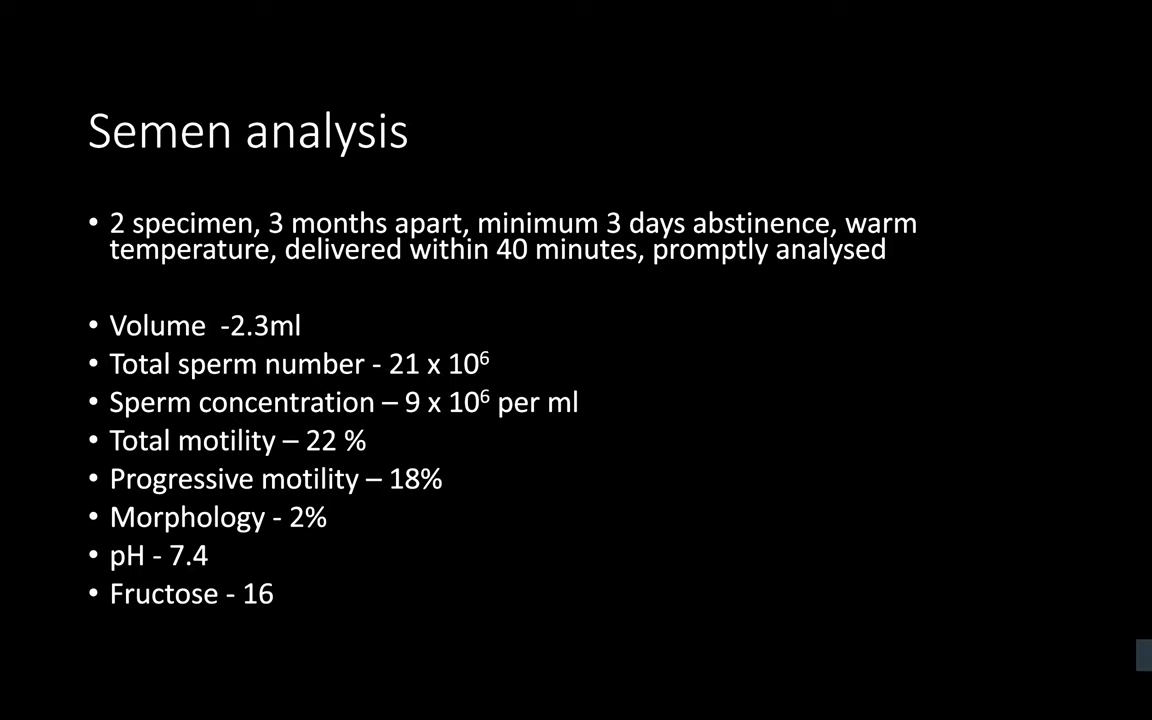 Semen analysis
• 2 specimen, 3 months apart, minimum 3 days abstinence, warm
temperature, delivered within 40 minutes, promptly analysed
• Volume -2.3ml
• Total sperm number - 21 x 10⁶
• Sperm concentration – 9 x 10⁶ per ml
• Total motility – 22 %
• Progressive motility – 18%
• Morphology - 2%
• pH - 7.4
• Fructose - 16